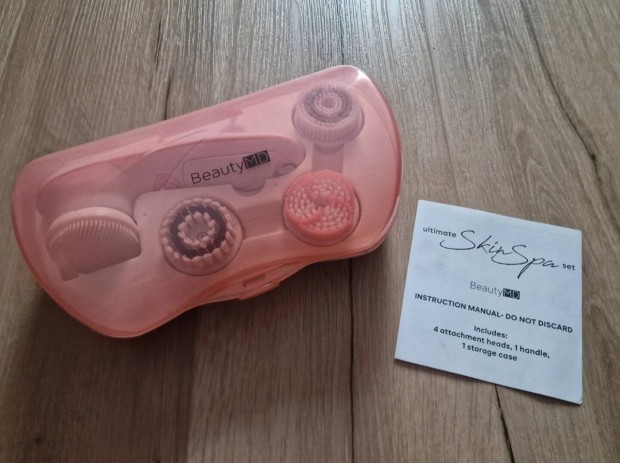 BeautyMD
ultimate SkinSpa set
BeautyMD
INSTRUCTION MANUAL- DO NOT DISCARD
Includes:
4 attachment heads, 1 handle,
1 storage case